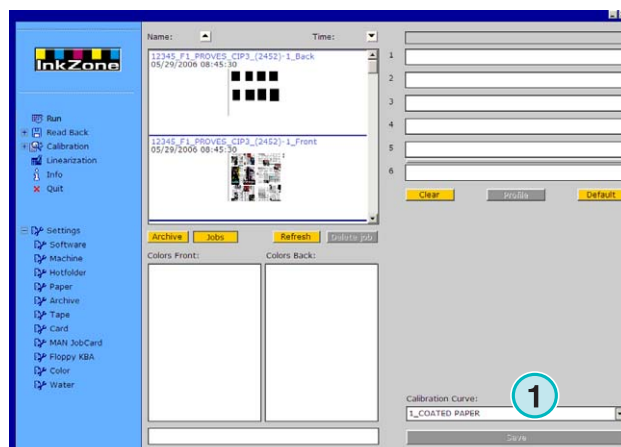 InkZone
Run
Read Back
Calibration
Linearization
Info
Quit
Settings
Software
Machine
Hotfolder
Paper
Archive
Tape
Card
MAN JobCard
Floppy KBA
Color
Water
Name:
Time:
12345_F1_PROVES_CIP3_(2452)-1_Back
05/29/2006 08:45:30
12345_F1_PROVES_CIP3_(2452)-1_Front
05/29/2006 08:45:30
Archive
Jobs
Refresh
Delete job
Colors Front:
Colors Back:
1
2
3
4
5
6
Clear
Profile
Default
Calibration Curve:
1
1_COATED PAPER
Save